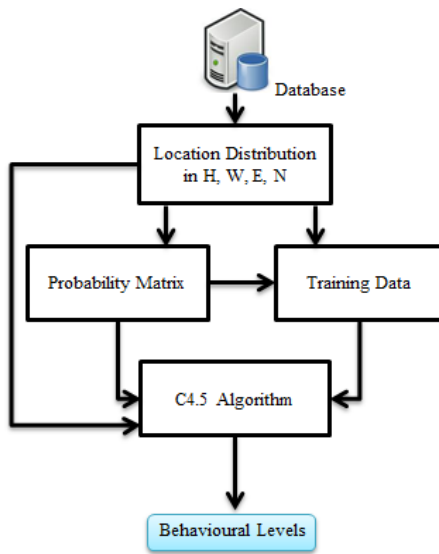 Database
Location Distribution
in H, W, E, N
Probability Matrix
Training Data
C4.5 Algorithm
Behavioural Levels